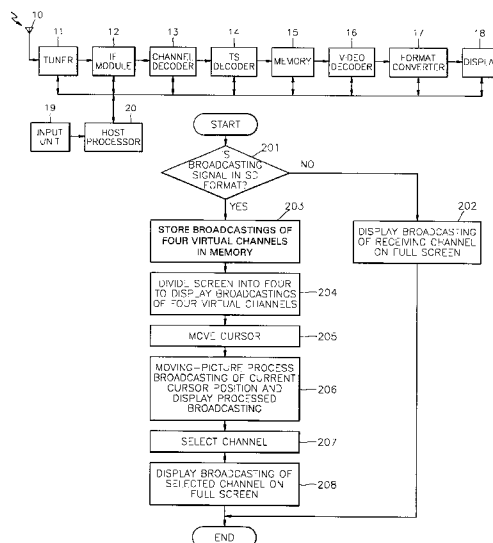 10
11 12 13 14 15 16 17 18
TUNER
IF
MODULE
CHANNEL
DECODER
TS
DECODER
MEMORY
VIDEO
DECODER
FORMAT
CONVERTER
DISPLAY
19
INPUT
UNIT
20
HOST
PROCESSOR
START
201
IS
BROADCASTING
SIGNAL IN SD
FORMAT?
NO
YES
202
DISPLAY BROADCASTING
OF RECEIVING CHANNEL
ON FULL SCREEN
203
STORE BROADCASTINGS OF
FOUR VIRTUAL CHANNELS
IN MEMORY
DIVIDE SCREEN INTO FOUR
TO DISPLAY BROADCASTINGS
OF FOUR VIRTUAL CHANNELS
204
MOVE CURSOR
205
MOVING-PICTURE PROCESS
BROADCASTING OF CURRENT
CURSOR POSITION AND
DISPLAY PROCESSED
BROADCASTING
206
SELECT CHANNEL
207
DISPLAY BROADCASTING OF
SELECTED CHANNEL ON
FULL SCREEN
208
END